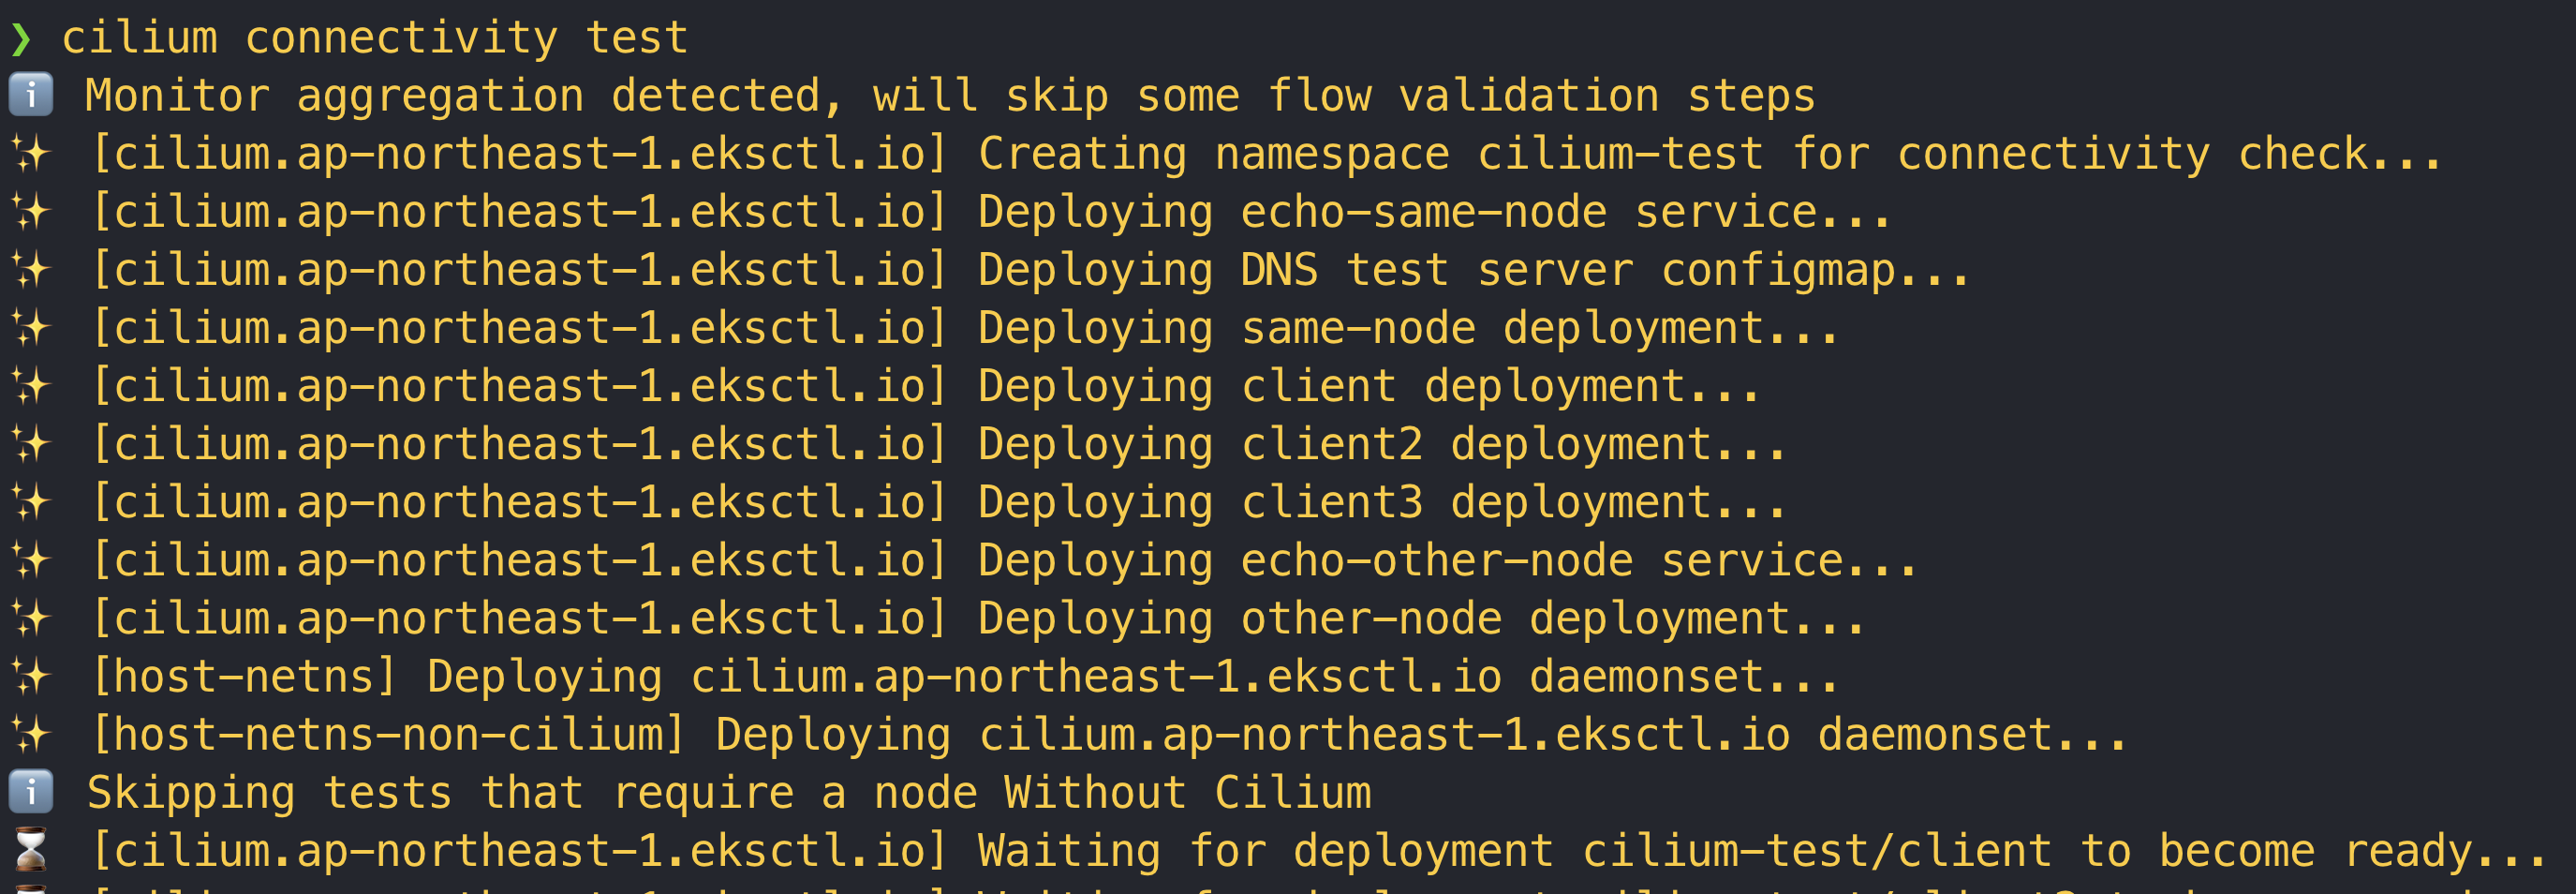 ❯ cilium connectivity test
ℹ️ Monitor aggregation detected, will skip some flow validation steps
✨ [cilium.ap-northeast-1.eksctl.io] Creating namespace cilium-test for connectivity check...
✨ [cilium.ap-northeast-1.eksctl.io] Deploying echo-same-node service...
✨ [cilium.ap-northeast-1.eksctl.io] Deploying DNS test server configmap...
✨ [cilium.ap-northeast-1.eksctl.io] Deploying same-node deployment...
✨ [cilium.ap-northeast-1.eksctl.io] Deploying client deployment...
✨ [cilium.ap-northeast-1.eksctl.io] Deploying client2 deployment...
✨ [cilium.ap-northeast-1.eksctl.io] Deploying client3 deployment...
✨ [cilium.ap-northeast-1.eksctl.io] Deploying echo-other-node service...
✨ [cilium.ap-northeast-1.eksctl.io] Deploying other-node deployment...
✨ [host-netns] Deploying cilium.ap-northeast-1.eksctl.io daemonset...
✨ [host-netns-non-cilium] Deploying cilium.ap-northeast-1.eksctl.io daemonset...
ℹ️ Skipping tests that require a node Without Cilium
⌛ [cilium.ap-northeast-1.eksctl.io] Waiting for deployment cilium-test/client to become ready...